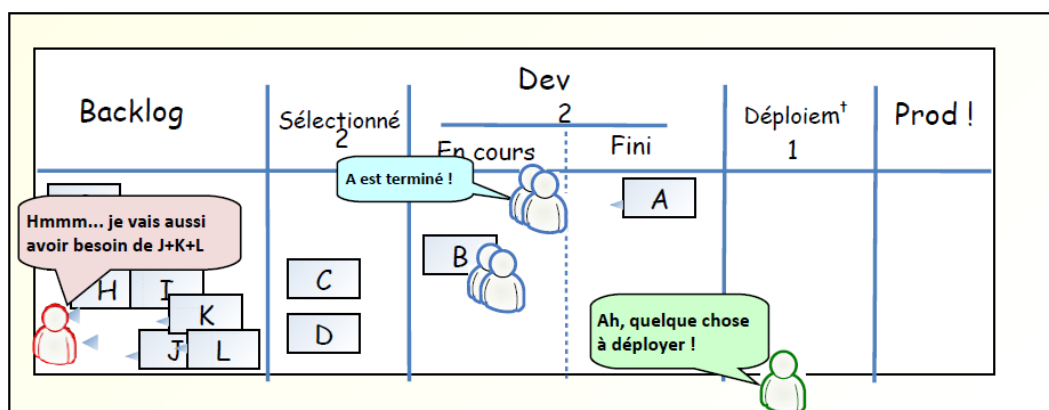 Backlog
Sélectionné
2
Dev
2
En cours
Fini
Déploiem†
1
Prod !
A est terminé !
A
Hmmm... je vais aussi
avoir besoin de J+K+L
B
C
H
I
K
D
J
L
Ah, quelque chose
à déployer !